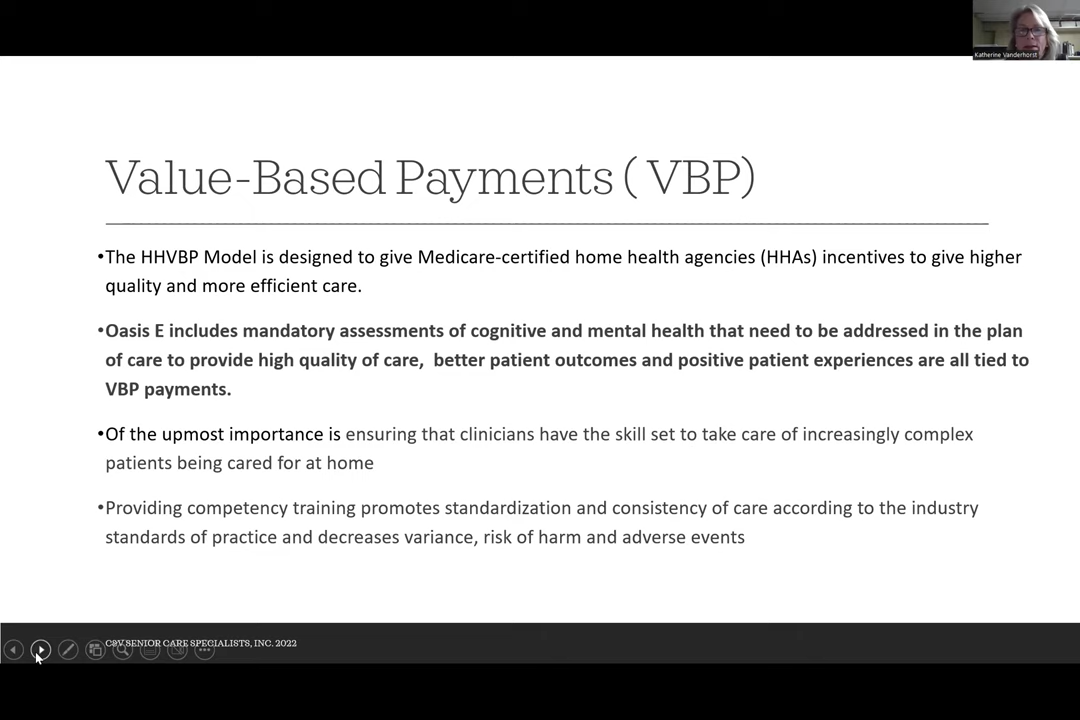 Katherine Vanderhorst
Value-Based Payments ( VBP)
•The HHVBP Model is designed to give Medicare-certified home health agencies (HHAs) incentives to give higher
quality and more efficient care.
•Oasis E includes mandatory assessments of cognitive and mental health that need to be addressed in the plan
of care to provide high quality of care,  better patient outcomes and positive patient experiences are all tied to
VBP payments.
•Of the upmost importance is ensuring that clinicians have the skill set to take care of increasingly complex
patients being cared for at home
•Providing competency training promotes standardization and consistency of care according to the industry
standards of practice and decreases variance, risk of harm and adverse events
C&V SENIOR CARE SPECIALISTS, INC. 2022